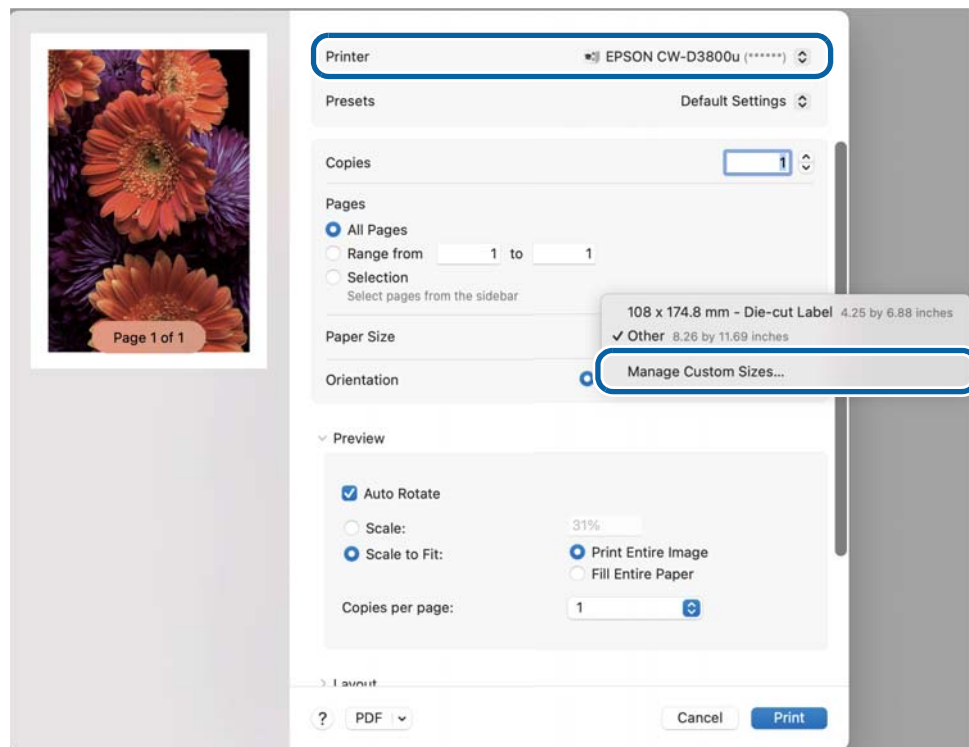 Printer EPSON CW-D3800u (******)
Presets Default Settings
Copies 1
Pages
All Pages
Range from 1 to 1
Selection
Select pages from the sidebar
108 x 174.8 mm - Die-cut Label 4.25 by 6.88 inches
Page 1 of 1
Paper Size
Other 8.26 by 11.69 inches
Manage Custom Sizes...
Orientation
Preview
Auto Rotate
Scale: 31%
Scale to Fit: Print Entire Image
Fill Entire Paper
Copies per page: 1
Layout
? PDF Cancel Print